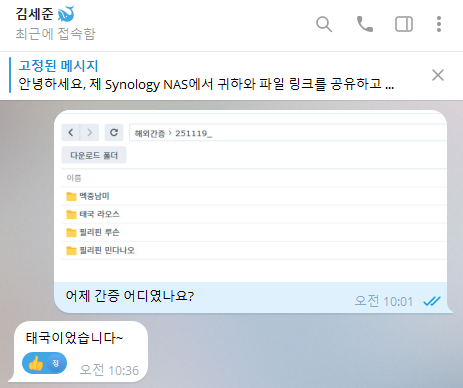 김세준
최근에 접속함
고정된 메시지
안녕하세요, 제 Synology NAS에서 귀하와 파일 링크를 공유하고 ...
해외간증 › 251119_
다운로드 폴더
이름
멕중남미
태국 라오스
필리핀 루손
필리핀 민다나오
어제 간증 어디였나요?
오전 10:01
태국이었습니다~
정
오전 10:36